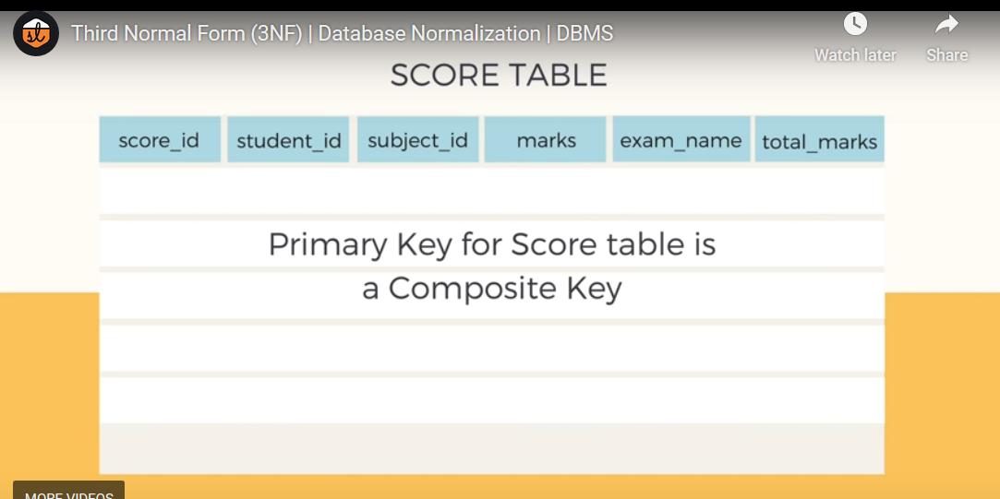 sl
Third Normal Form (3NF) | Database Normalization | DBMS
Watch later
Share
SCORE TABLE
score_id student_id subject_id marks exam_name total_marks
Primary Key for Score table is
a Composite Key
MORE VIDEOS